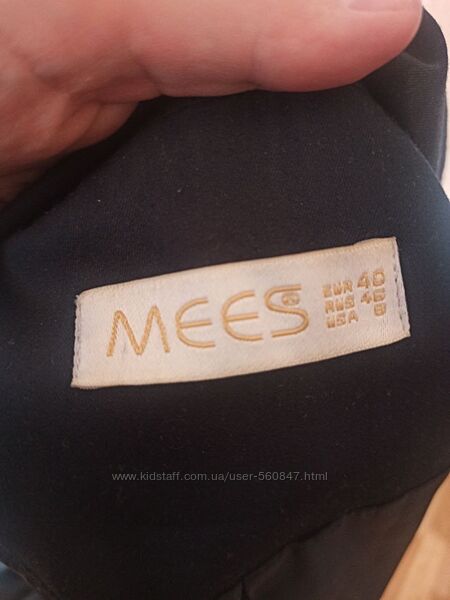 MEES®
EUR 40
RUS 46
USA 8
www.kidstaff.com.ua/user-560847.html